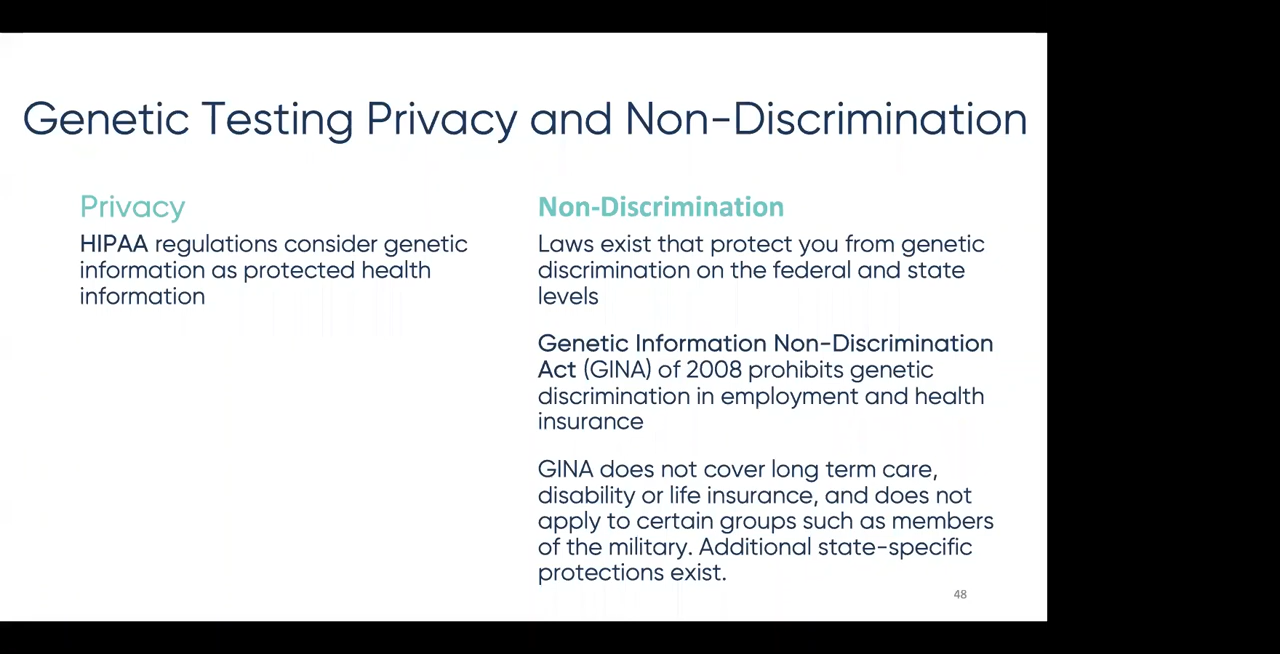 Genetic Testing Privacy and Non-Discrimination
Privacy
HIPAA regulations consider genetic
information as protected health
information
Non-Discrimination
Laws exist that protect you from genetic
discrimination on the federal and state
levels
Genetic Information Non-Discrimination
Act (GINA) of 2008 prohibits genetic
discrimination in employment and health
insurance
GINA does not cover long term care,
disability or life insurance, and does not
apply to certain groups such as members
of the military. Additional state-specific
protections exist.
48